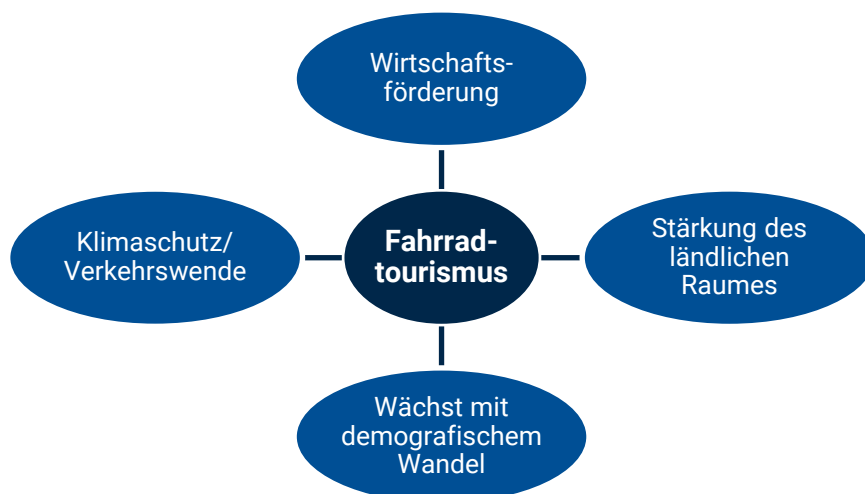 Wirtschafts-
förderung
Klimaschutz/
Verkehrswende
Fahrrad-
tourismus
Stärkung des
ländlichen
Raumes
Wächst mit
demografischem
Wandel